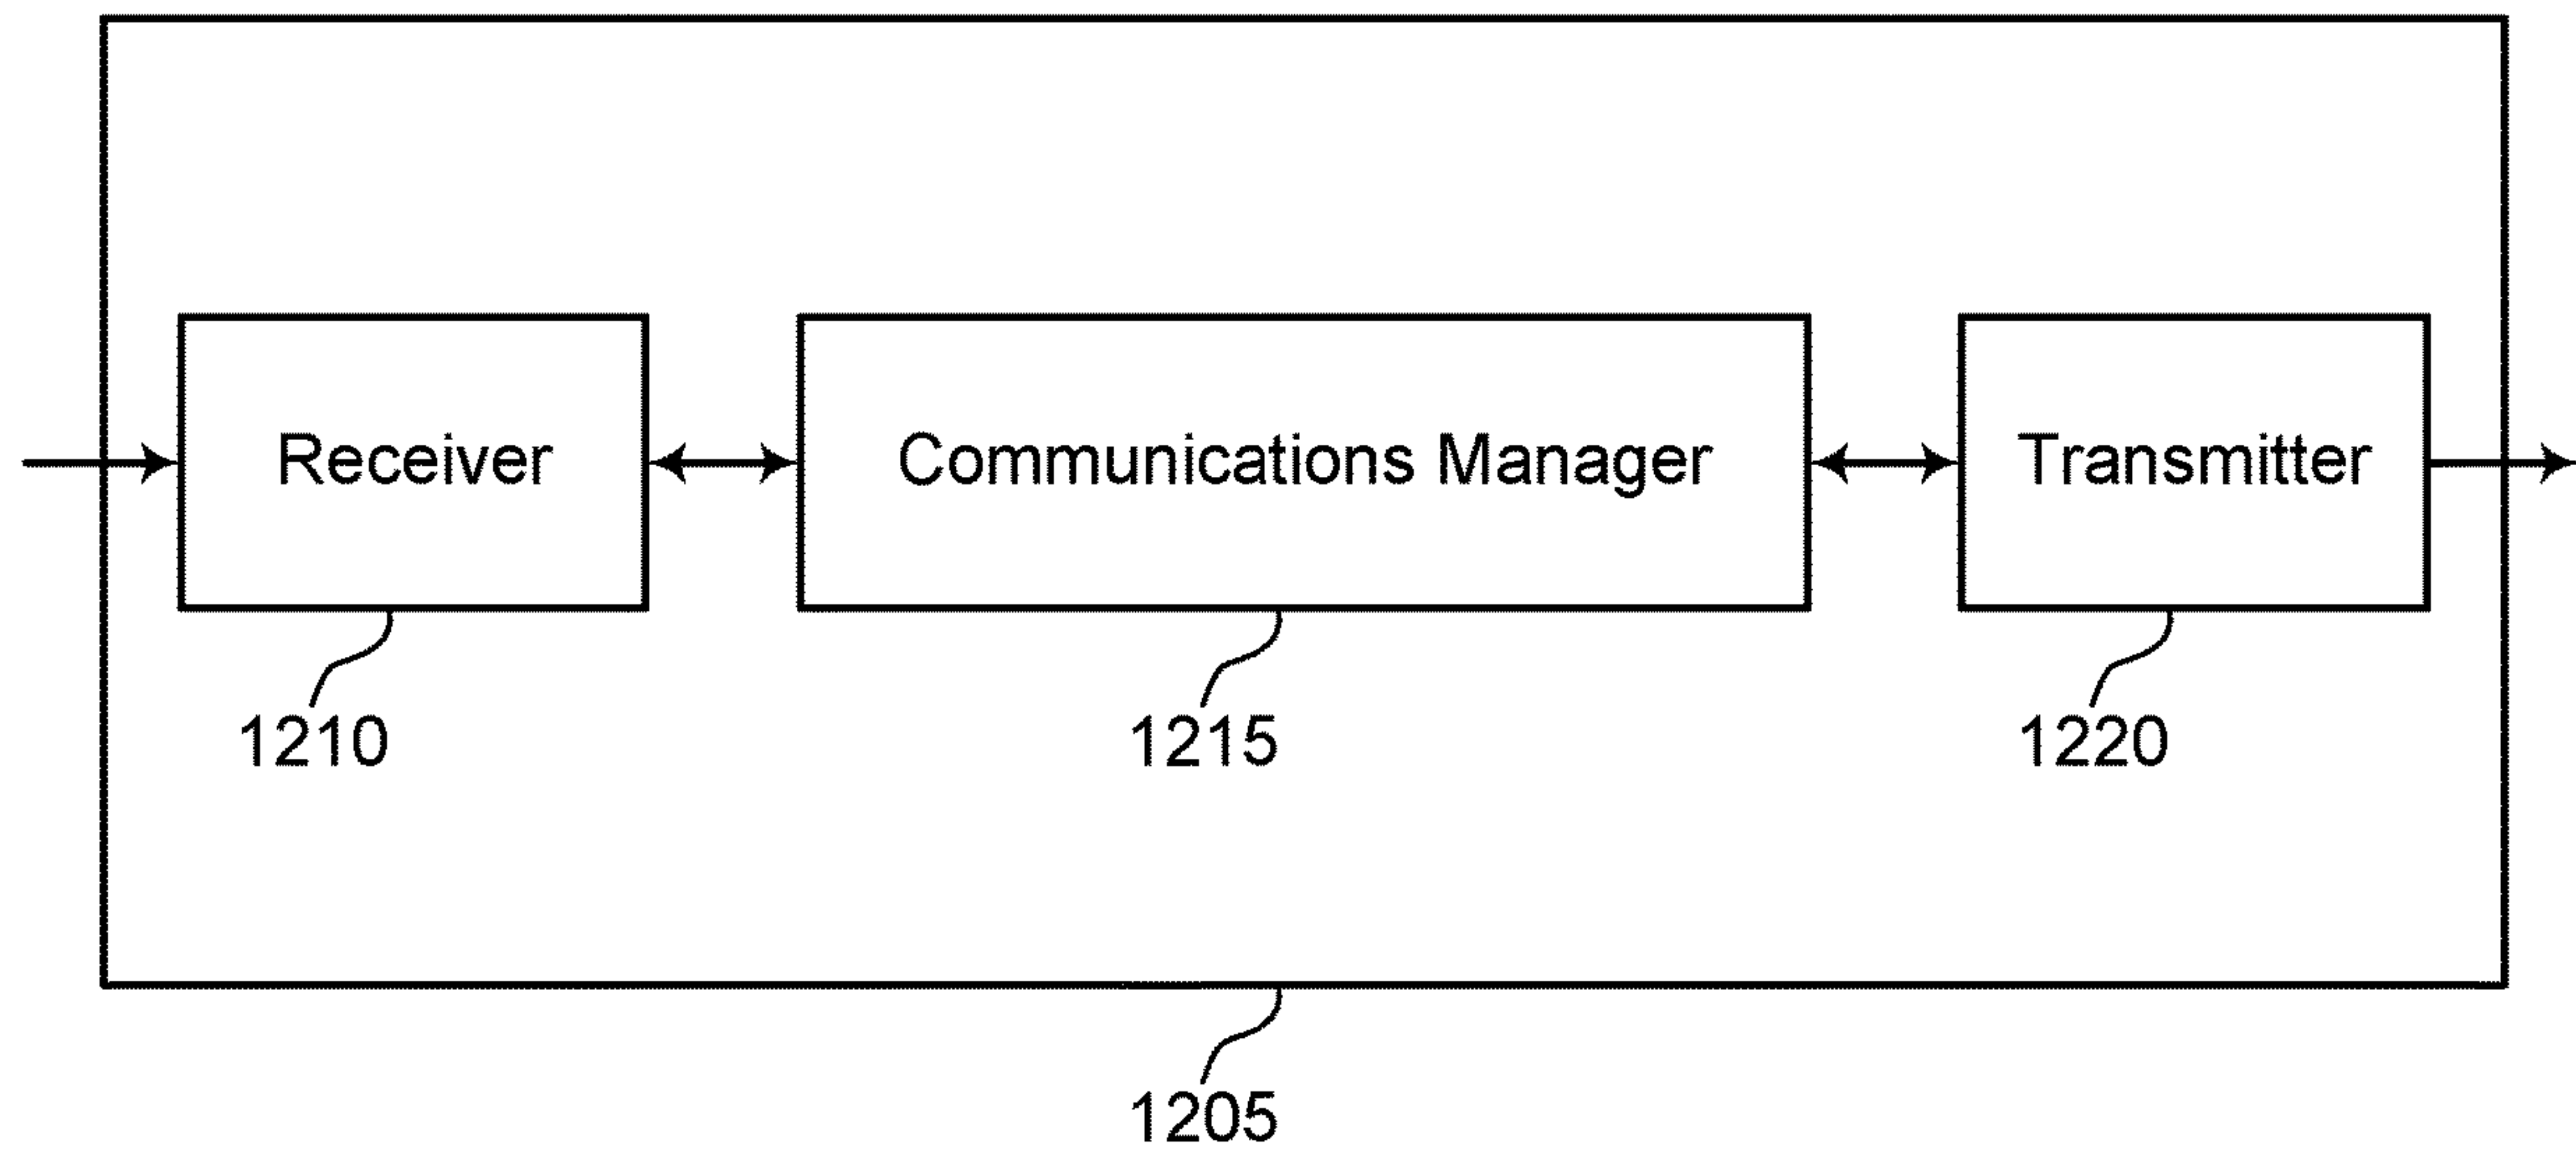 Receiver
Communications Manager
Transmitter
1210
1215
1220
1205